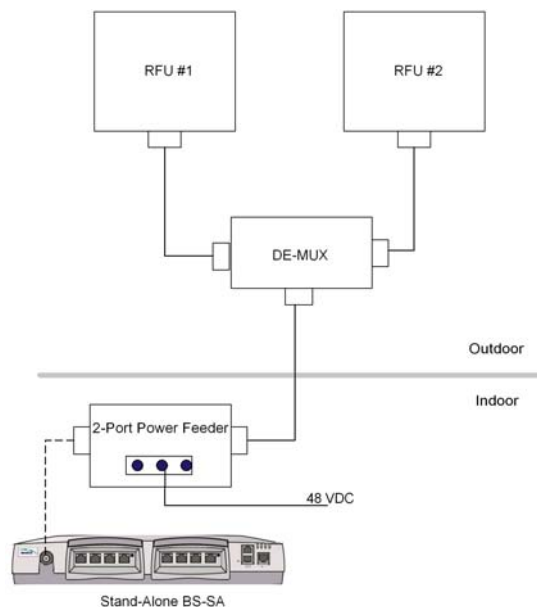 RFU #1
RFU #2
DE-MUX
Outdoor
Indoor
2-Port Power Feeder
48 VDC
Stand-Alone BS-SA